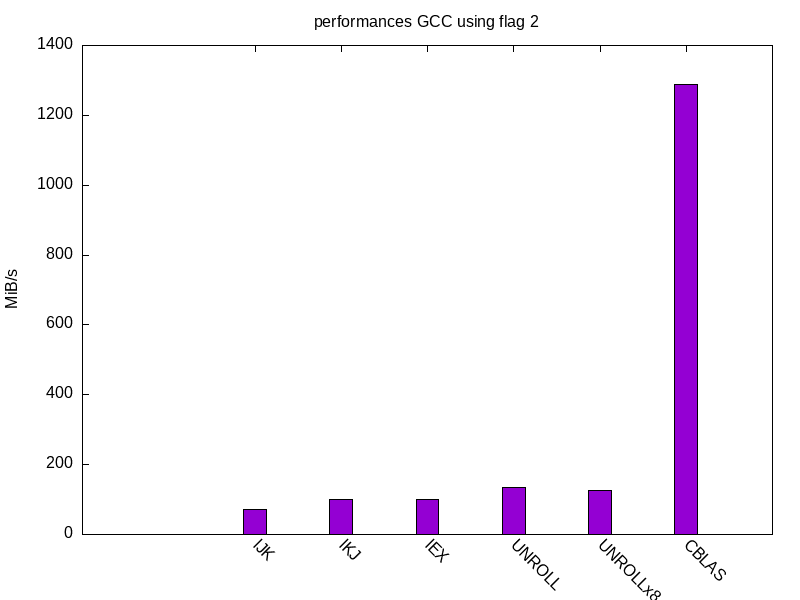 performances GCC using flag 2
1400
1200
1000
800
600
400
200
0
MiB/s
IJK
IKJ
IEX
UNROLL
UNROLLx8
CBLAS